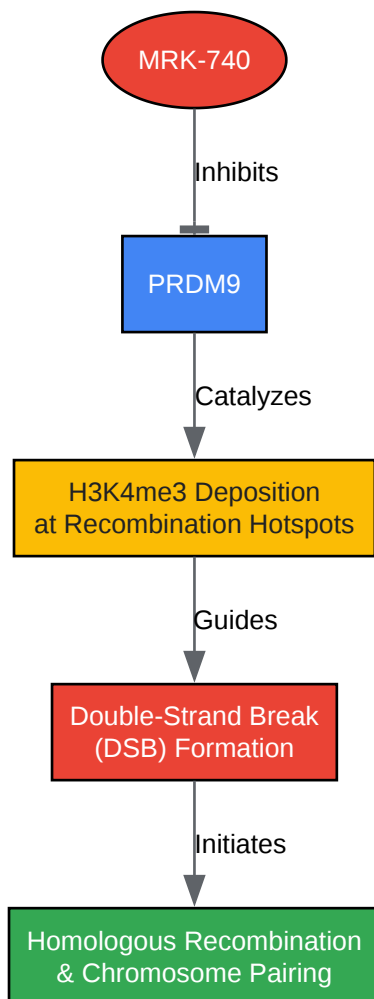 MRK-740
Inhibits
PRDM9
Catalyzes
H3K4me3 Deposition
at Recombination Hotspots
Guides
Double-Strand Break
(DSB) Formation
Initiates
Homologous Recombination
& Chromosome Pairing